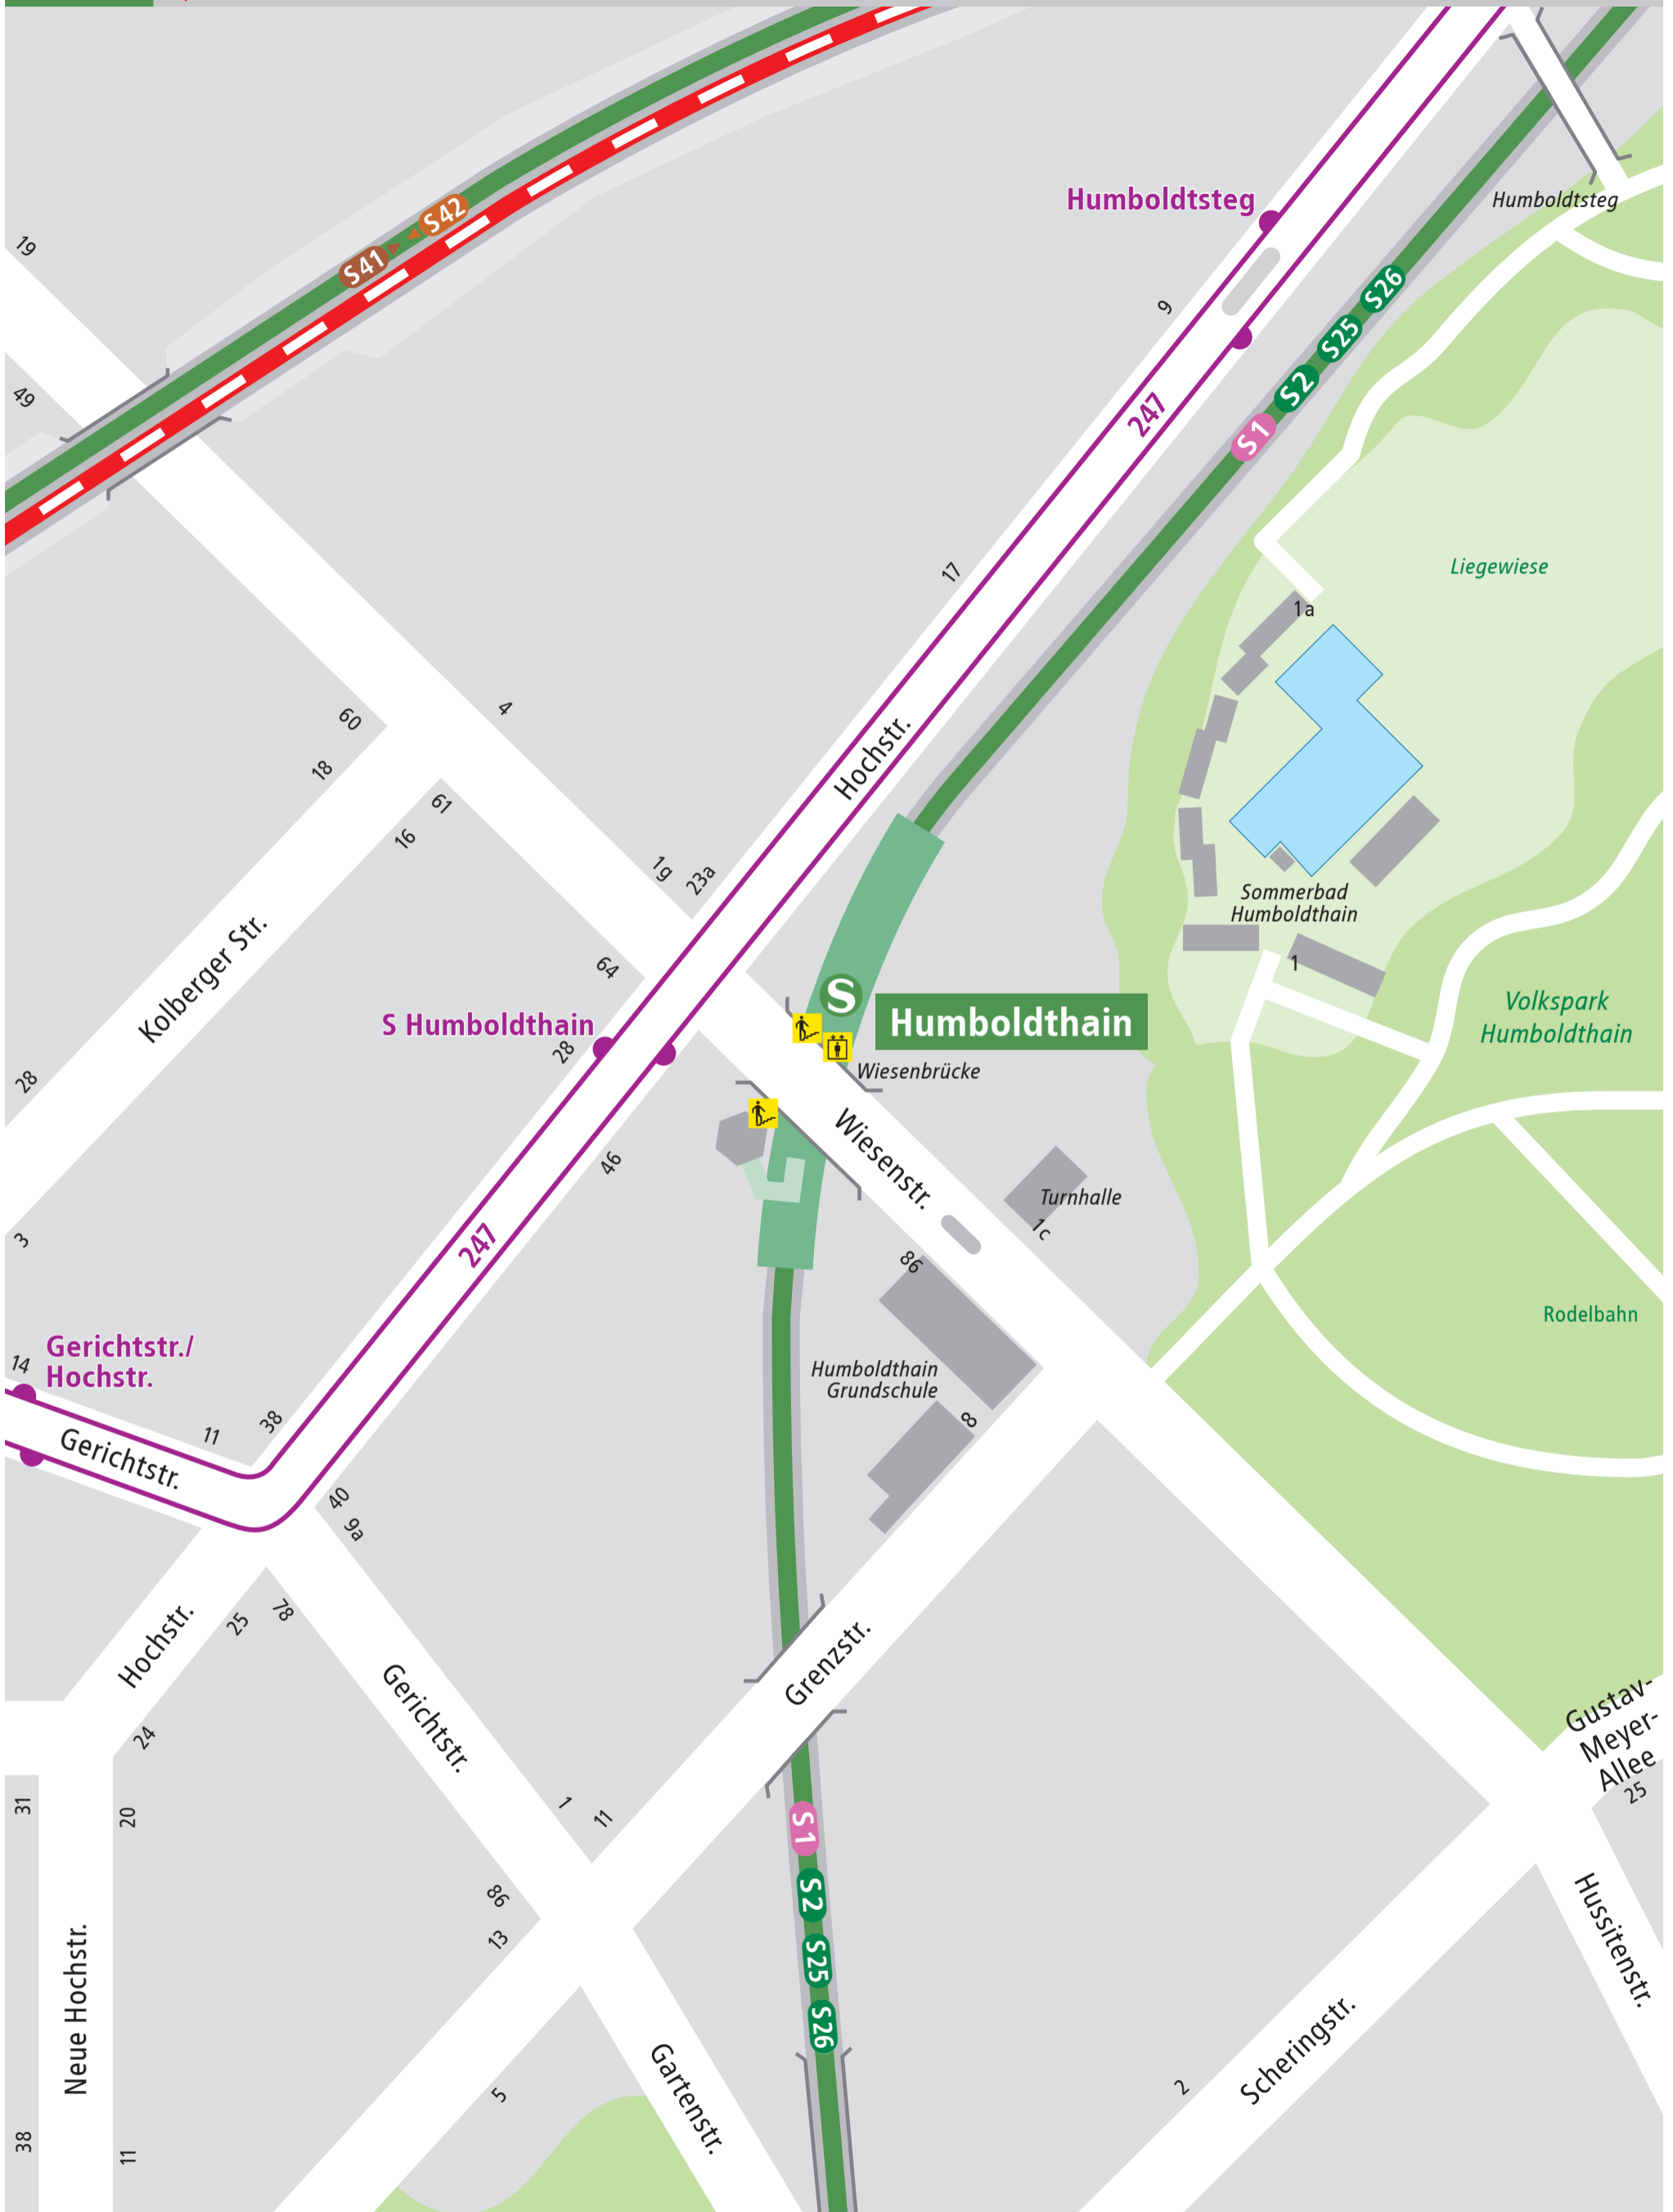 Humboldtsteg
Humboldtsteg
S42
S41
19
S26
9
S25
49
S2
247
S1
17
Liegewiese
1a
4
60
Hochstr.
18
61
16
1g
23a
Sommerbad
Humboldthain
Kolberger Str.
64
1
S
Volkspark
Humboldthain
S Humboldthain
Humboldthain
28
28
Wiesenbrücke
Wiesenstr.
46
Turnhalle
1c
3
247
86
Rodelbahn
Gerichtstr./
Hochstr.
14
Humboldthain
Grundschule
11
38
8
Gerichtstr.
40
9a
25
78
Hochstr.
Grenzstr.
Gerichtstr.
24
Gustav-
Meyer-
Allee
25
31
20
1
11
S1
86
S2
13
S25
Hussitenstr.
Neue Hochstr.
S26
Scheringstr.
5
2
Gartenstr.
38
11